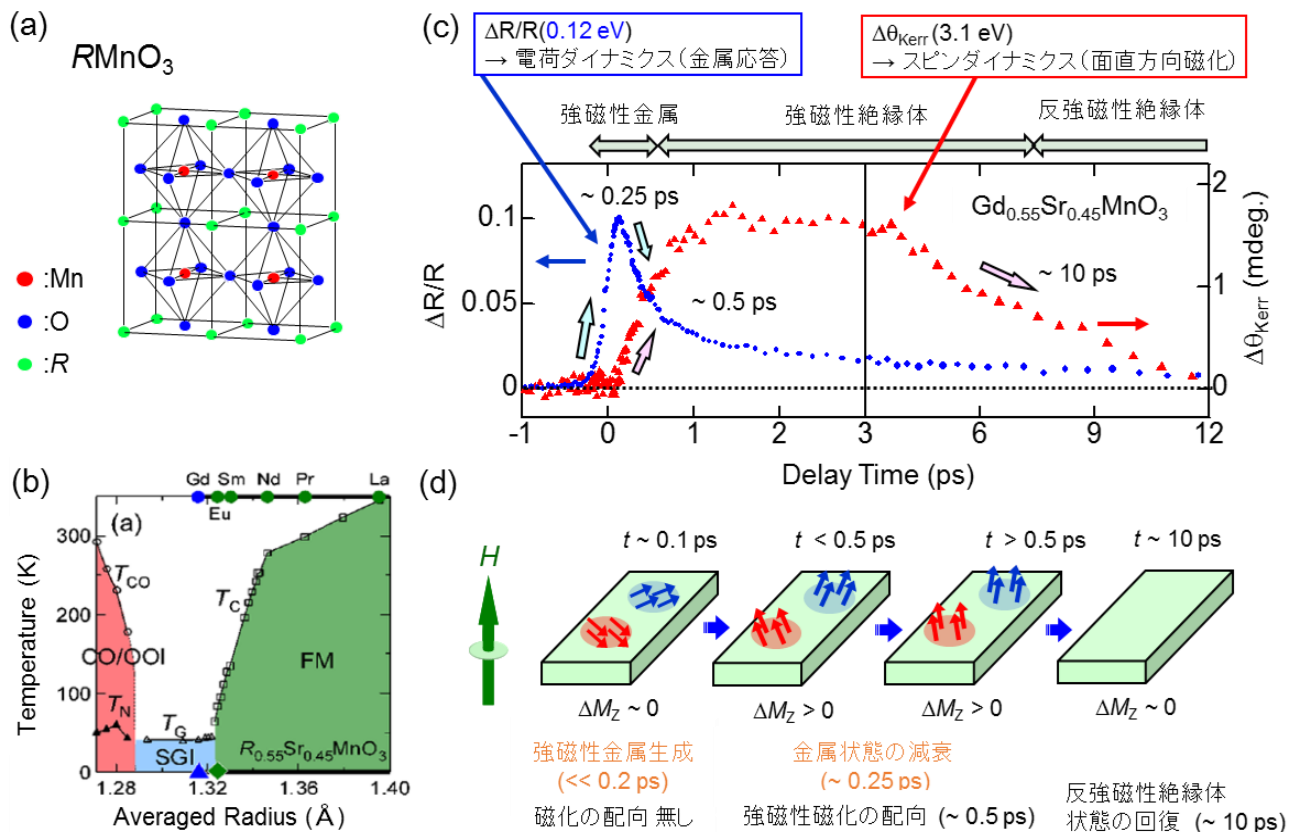 (a)
RMnO3
:Mn
:O
:R
(b)
Gd Sm Nd Pr La
Eu
(a)
Temperature (K)
300
200
100
0
TCO
CO/OOI
TN
TG
SGI
TC
FM
R0.55Sr0.45MnO3
1.28 1.32 1.36 1.40
Averaged Radius (Å)
(c)
ΔR/R(0.12 eV)
→ 電荷ダイナミクス(金属応答)
ΔθKerr(3.1 eV)
→ スピンダイナミクス(面直方向磁化)
強磁性金属 強磁性絶縁体 反強磁性絶縁体
~ 0.25 ps
~ 0.5 ps
~ 10 ps
Gd0.55Sr0.45MnO3
ΔR/R
0.1
0.05
0
2
1
0
ΔθKerr (mdeg.)
-1 0 1 2 3 6 9 12
Delay Time (ps)
(d)
H
t ~ 0.1 ps t < 0.5 ps t > 0.5 ps t ~ 10 ps
ΔMZ ~ 0 ΔMZ > 0 ΔMZ > 0 ΔMZ ~ 0
強磁性金属生成
(<< 0.2 ps)
磁化の配向 無し
金属状態の減衰
(~ 0.25 ps)
強磁性磁化の配向 (~ 0.5 ps)
反強磁性絶縁体
状態の回復 (~ 10 ps)